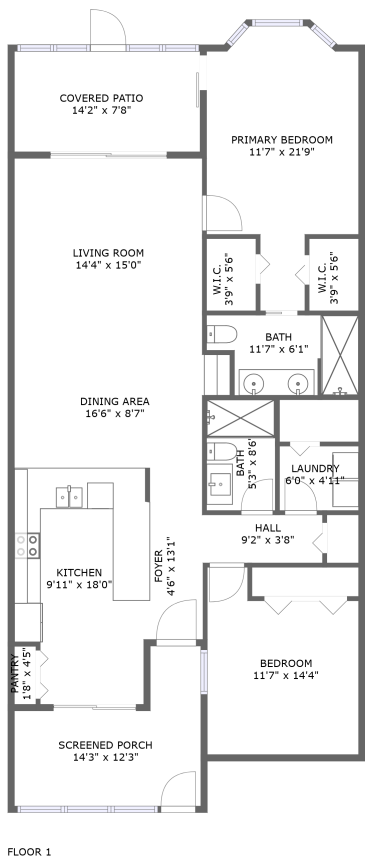 COVERED PATIO
14'2" x 7'8"
PRIMARY BEDROOM
11'7" x 21'9"
LIVING ROOM
14'4" x 15'0"
W.I.C.
3'9" x 5'6"
W.I.C.
3'9" x 5'6"
BATH
11'7" x 6'1"
DINING AREA
16'6" x 8'7"
BATH
5'3" x 8'6"
LAUNDRY
6'0" x 4'11"
HALL
9'2" x 3'8"
FOYER
4'6" x 13'1"
KITCHEN
9'11" x 18'0"
PANTRY
1'8" x 4'5"
BEDROOM
11'7" x 14'4"
SCREENED PORCH
14'3" x 12'3"
FLOOR 1